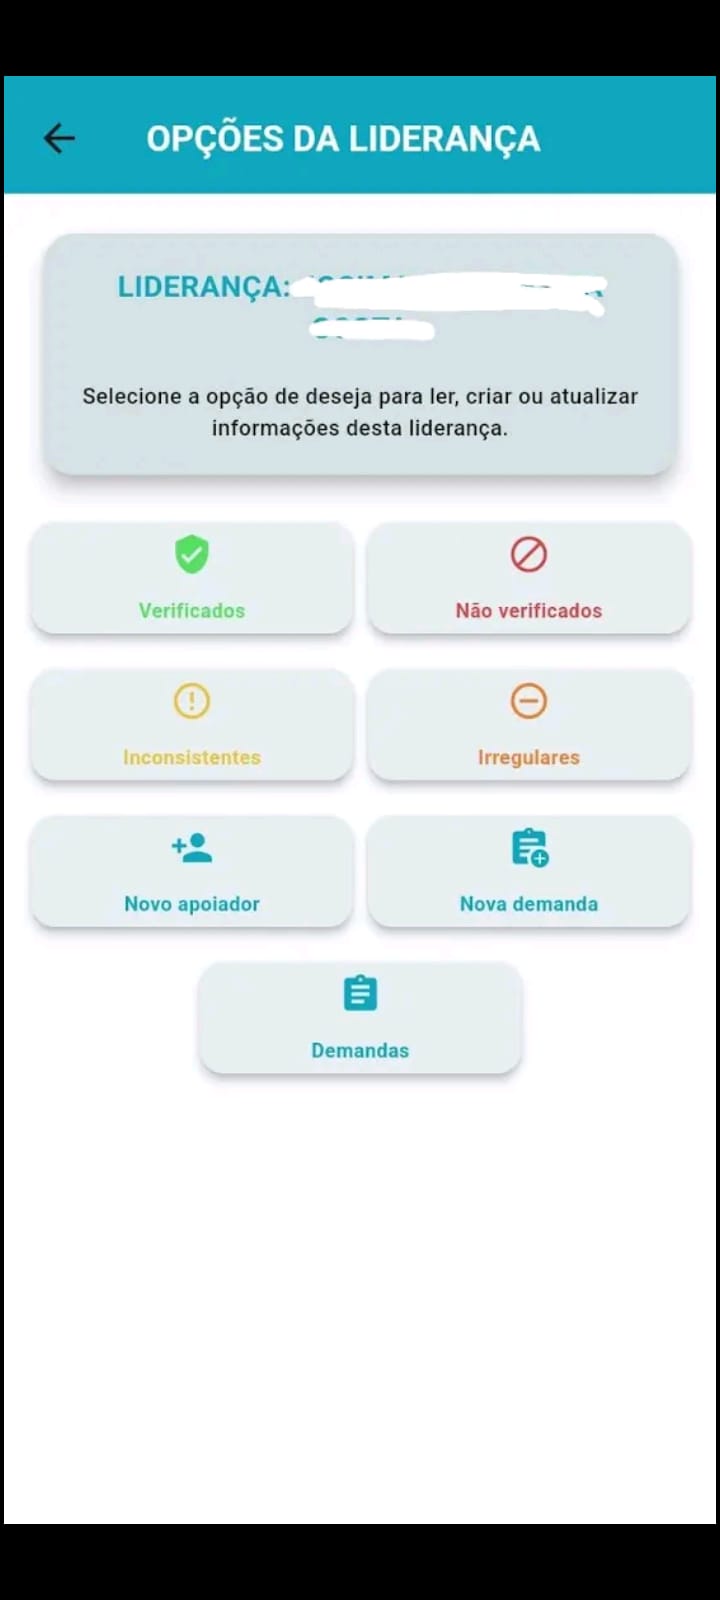 OPÇÕES DA LIDERANÇA
LIDERANÇA:
Selecione a opção de deseja para ler, criar ou atualizar
informações desta liderança.
Verificados
Não verificados
Inconsistentes
Irregulares
Novo apoiador
Nova demanda
Demandas